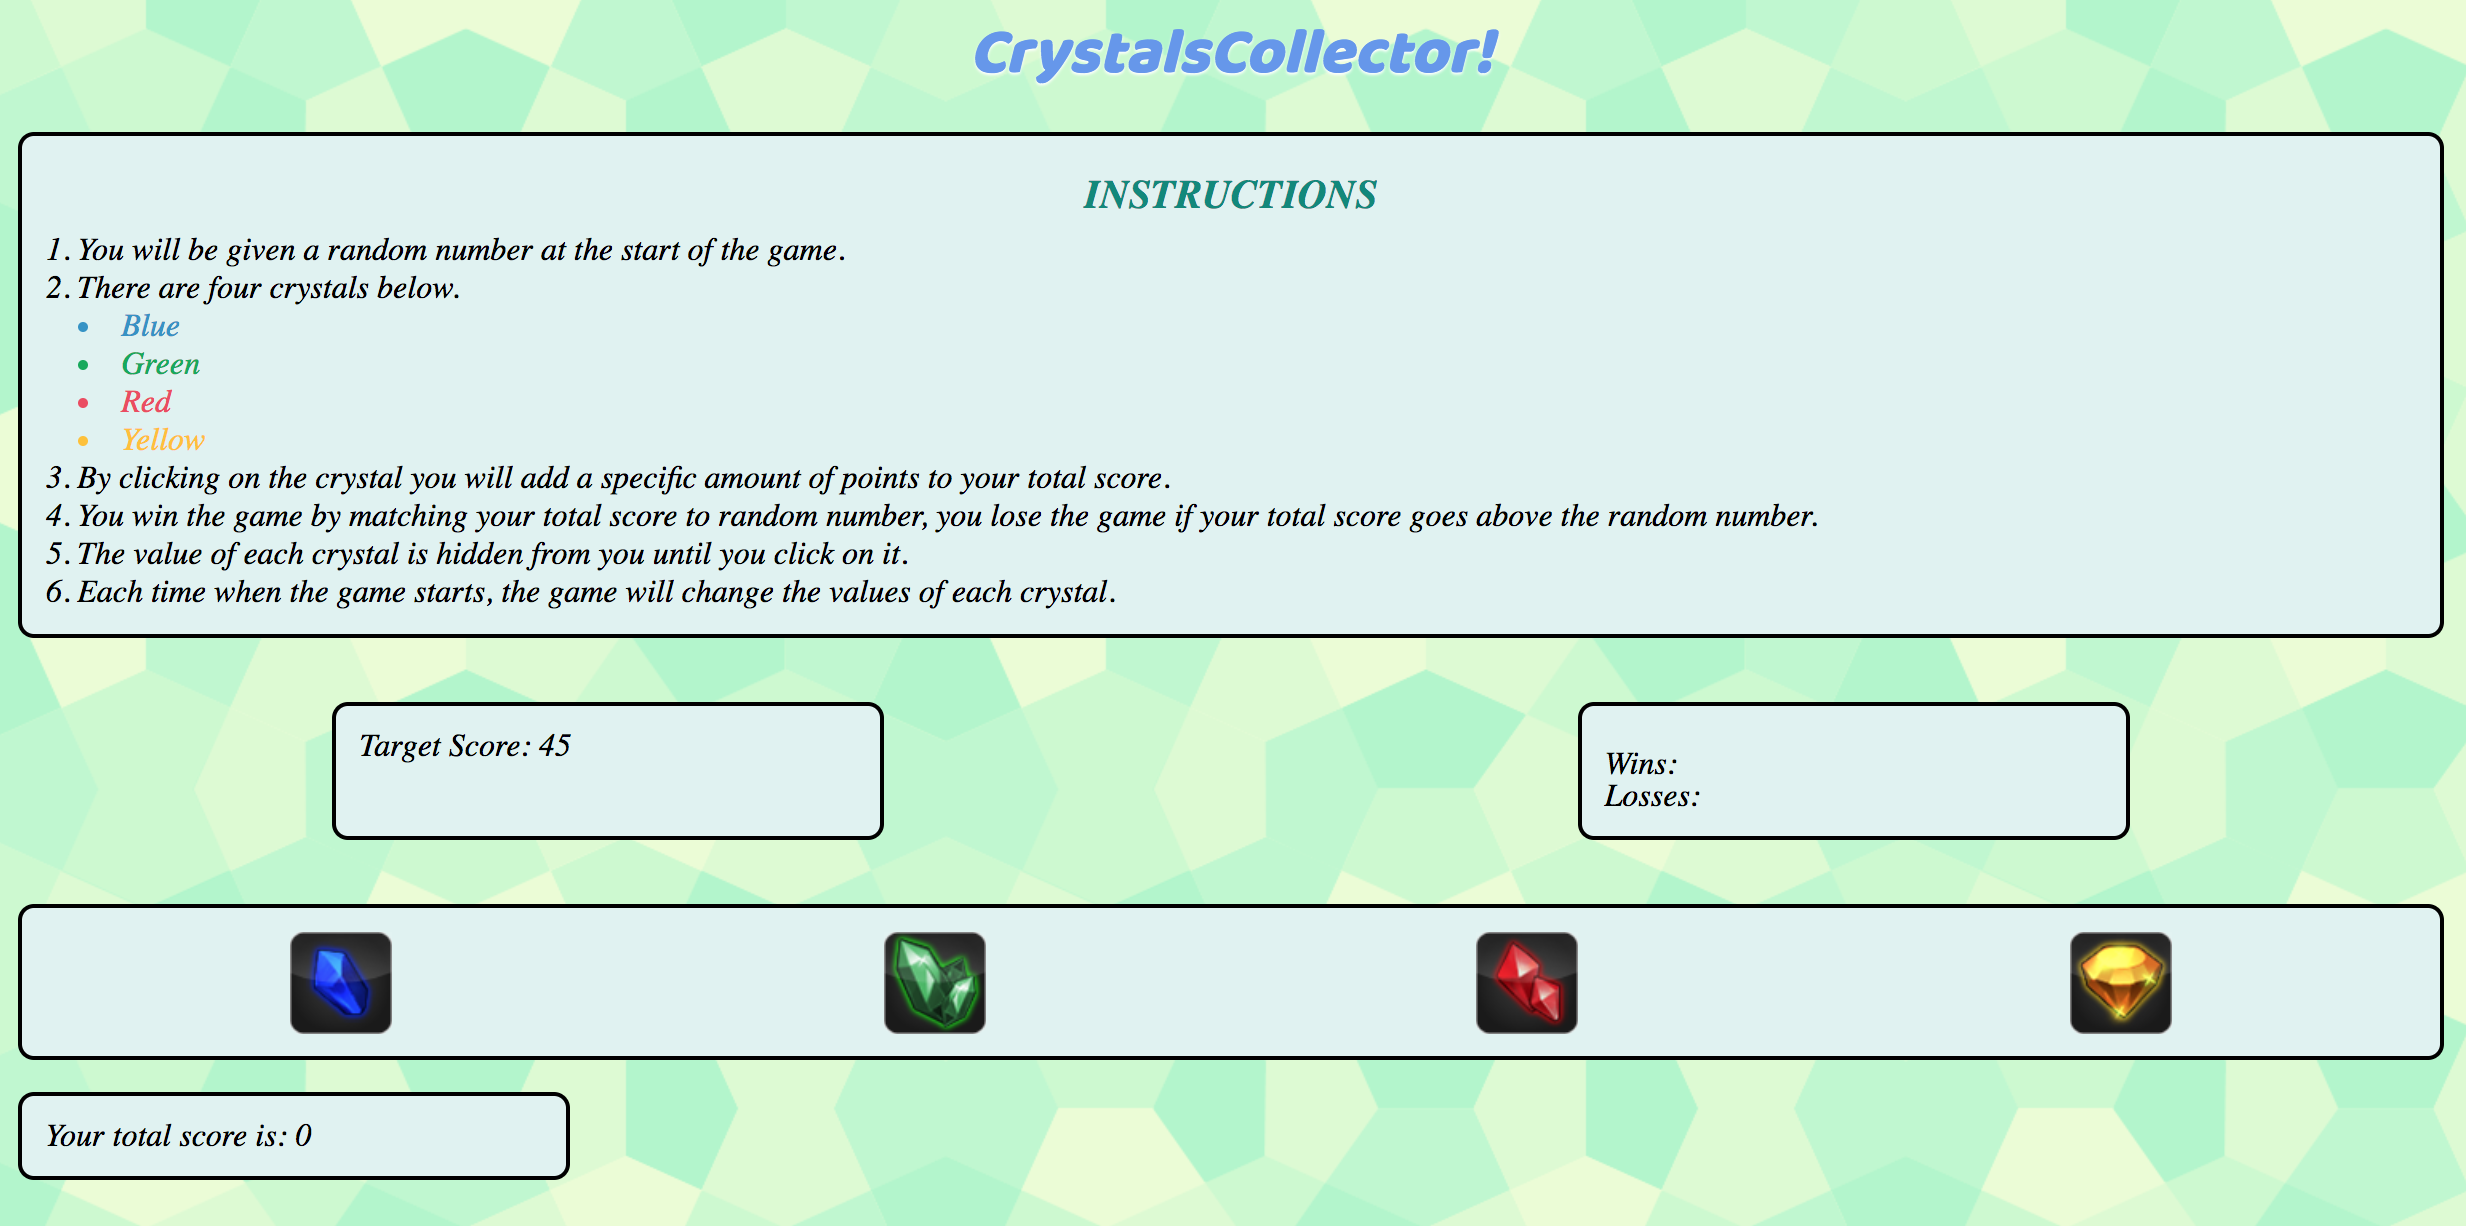 CrystalsCollector!
INSTRUCTIONS
1. You will be given a random number at the start of the game.
2. There are four crystals below.
• Blue
• Green
• Red
• Yellow
3. By clicking on the crystal you will add a specific amount of points to your total score.
4. You win the game by matching your total score to random number, you lose the game if your total score goes above the random number.
5. The value of each crystal is hidden from you until you click on it.
6. Each time when the game starts, the game will change the values of each crystal.
Target Score: 45
Wins:
Losses:
Your total score is: 0